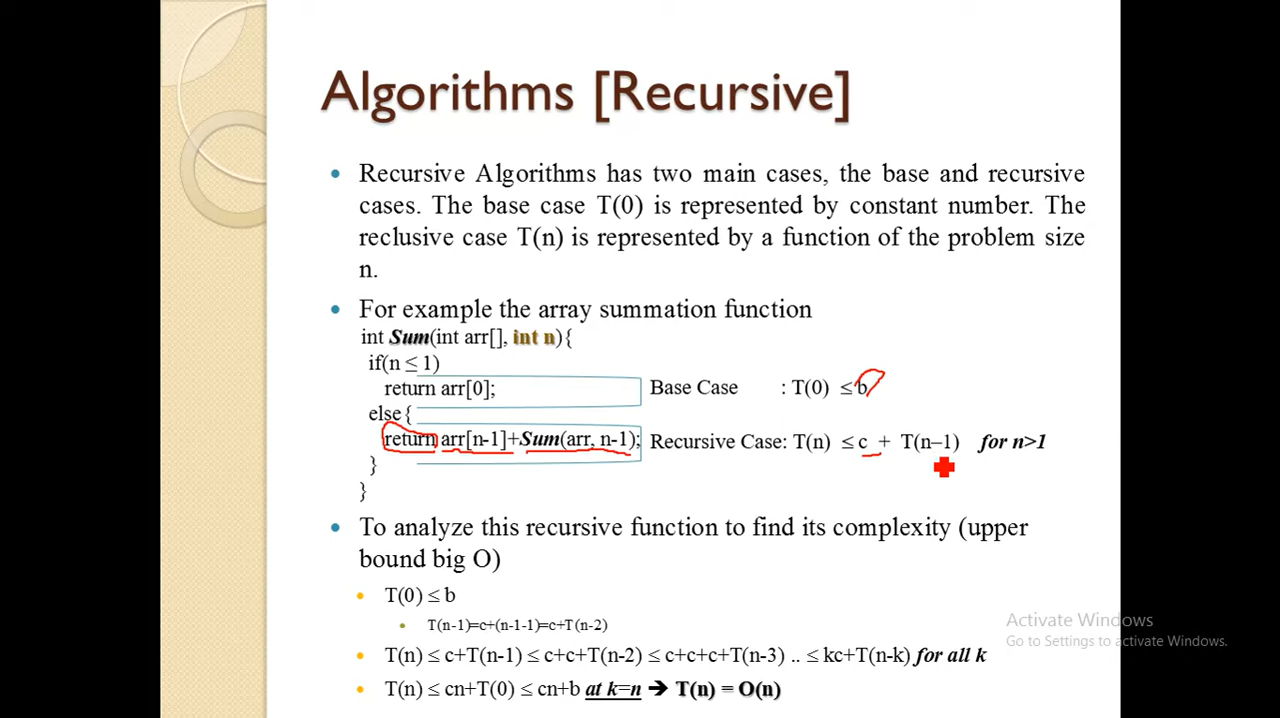 Algorithms [Recursive]
Recursive Algorithms has two main cases, the base and recursive
cases. The base case T(0) is represented by constant number. The
reclusive case T(n) is represented by a function of the problem size
n.
For example the array summation function
int Sum(int arr[], int n){
if(n ≤ 1)
return arr[0]; Base Case : T(0) ≤ b
else{
return arr[n-1]+Sum(arr, n-1); Recursive Case: T(n) ≤ c + T(n–1) for n>1
}
}
To analyze this recursive function to find its complexity (upper
bound big O)
T(0) ≤ b
T(n-1)=c+(n-1-1)=c+T(n-2)
T(n) ≤ c+T(n-1) ≤ c+c+T(n-2) ≤ c+c+c+T(n-3) .. ≤ kc+T(n-k) for all k
T(n) ≤ cn+T(0) ≤ cn+b at k=n ➔ T(n) = O(n)
Activate Windows
Go to Settings to activate Windows.